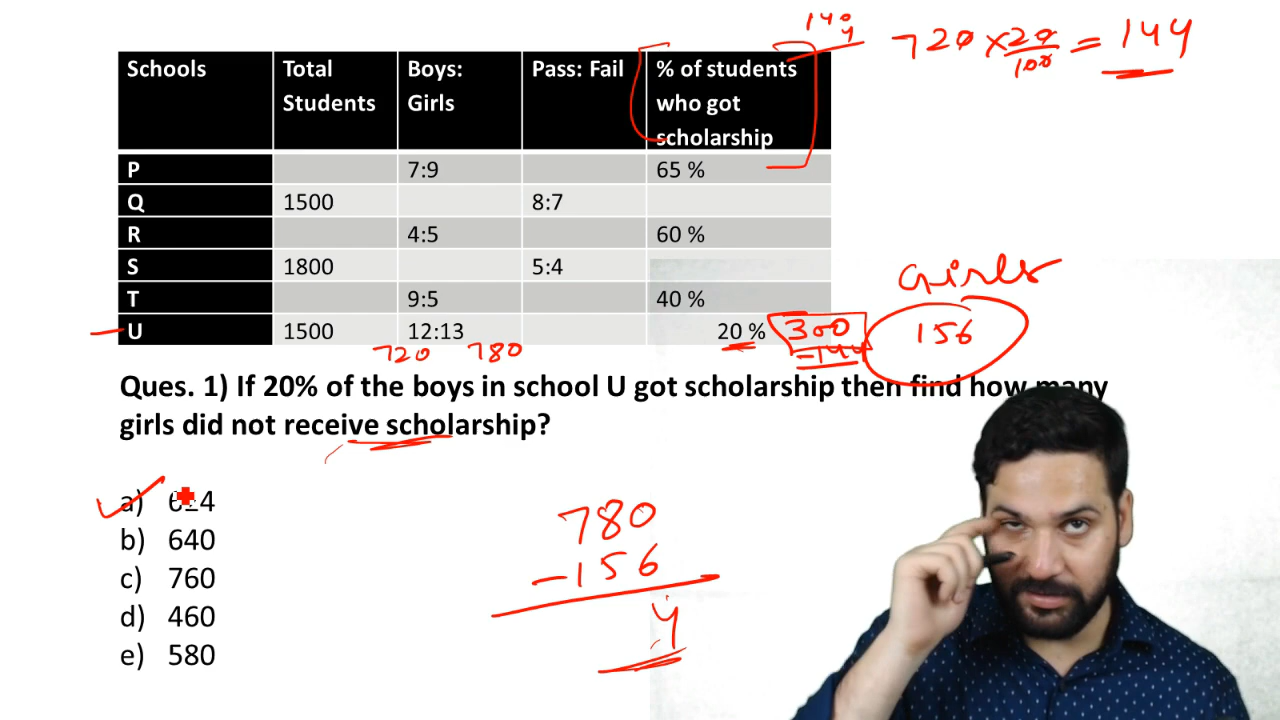 140
4
720 × 20/100 = 144
Schools Total Students Boys: Girls Pass: Fail % of students who got scholarship
P 7:9 65 %
Q 1500 8:7
R 4:5 60 %
S 1800 5:4
T 9:5 40 %
U 1500 12:13 20 % 300
-144
Girls
156
720 780
Ques. 1) If 20% of the boys in school U got scholarship then find how many
girls did not receive scholarship?
a) 624
b) 640
c) 760
d) 460
e) 580
780
-156
4